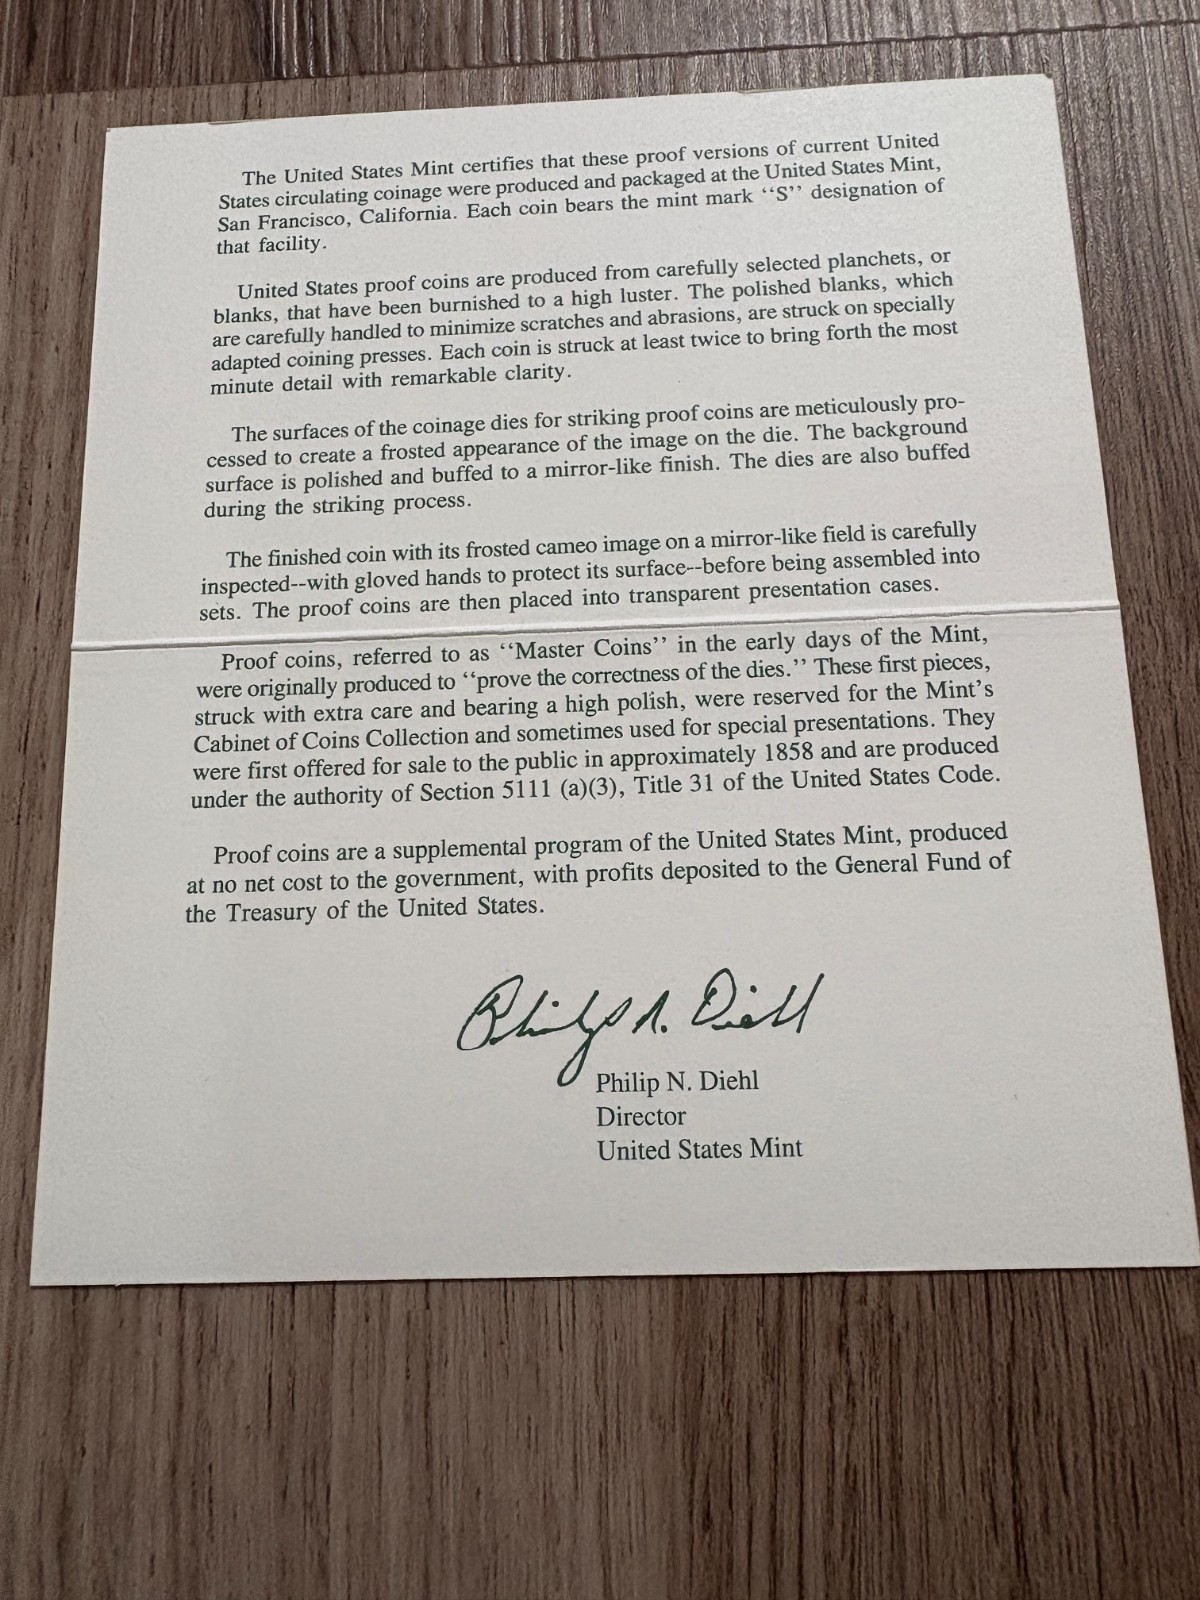 The United States Mint certifies that these proof versions of current United
States circulating coinage were produced and packaged at the United States Mint,
San Francisco, California. Each coin bears the mint mark ‘‘S’’ designation of
that facility.
United States proof coins are produced from carefully selected planchets, or
blanks, that have been burnished to a high luster. The polished blanks, which
are carefully handled to minimize scratches and abrasions, are struck on specially
adapted coining presses. Each coin is struck at least twice to bring forth the most
minute detail with remarkable clarity.
The surfaces of the coinage dies for striking proof coins are meticulously pro-
cessed to create a frosted appearance of the image on the die. The background
surface is polished and buffed to a mirror-like finish. The dies are also buffed
during the striking process.
The finished coin with its frosted cameo image on a mirror-like field is carefully
inspected--with gloved hands to protect its surface--before being assembled into
sets. The proof coins are then placed into transparent presentation cases.
Proof coins, referred to as ‘‘Master Coins’’ in the early days of the Mint,
were originally produced to ‘‘prove the correctness of the dies.’’ These first pieces,
struck with extra care and bearing a high polish, were reserved for the Mint’s
Cabinet of Coins Collection and sometimes used for special presentations. They
were first offered for sale to the public in approximately 1858 and are produced
under the authority of Section 5111 (a)(3), Title 31 of the United States Code.
Proof coins are a supplemental program of the United States Mint, produced
at no net cost to the government, with profits deposited to the General Fund of
the Treasury of the United States.
Philip N. Diehl
Philip N. Diehl
Director
United States Mint